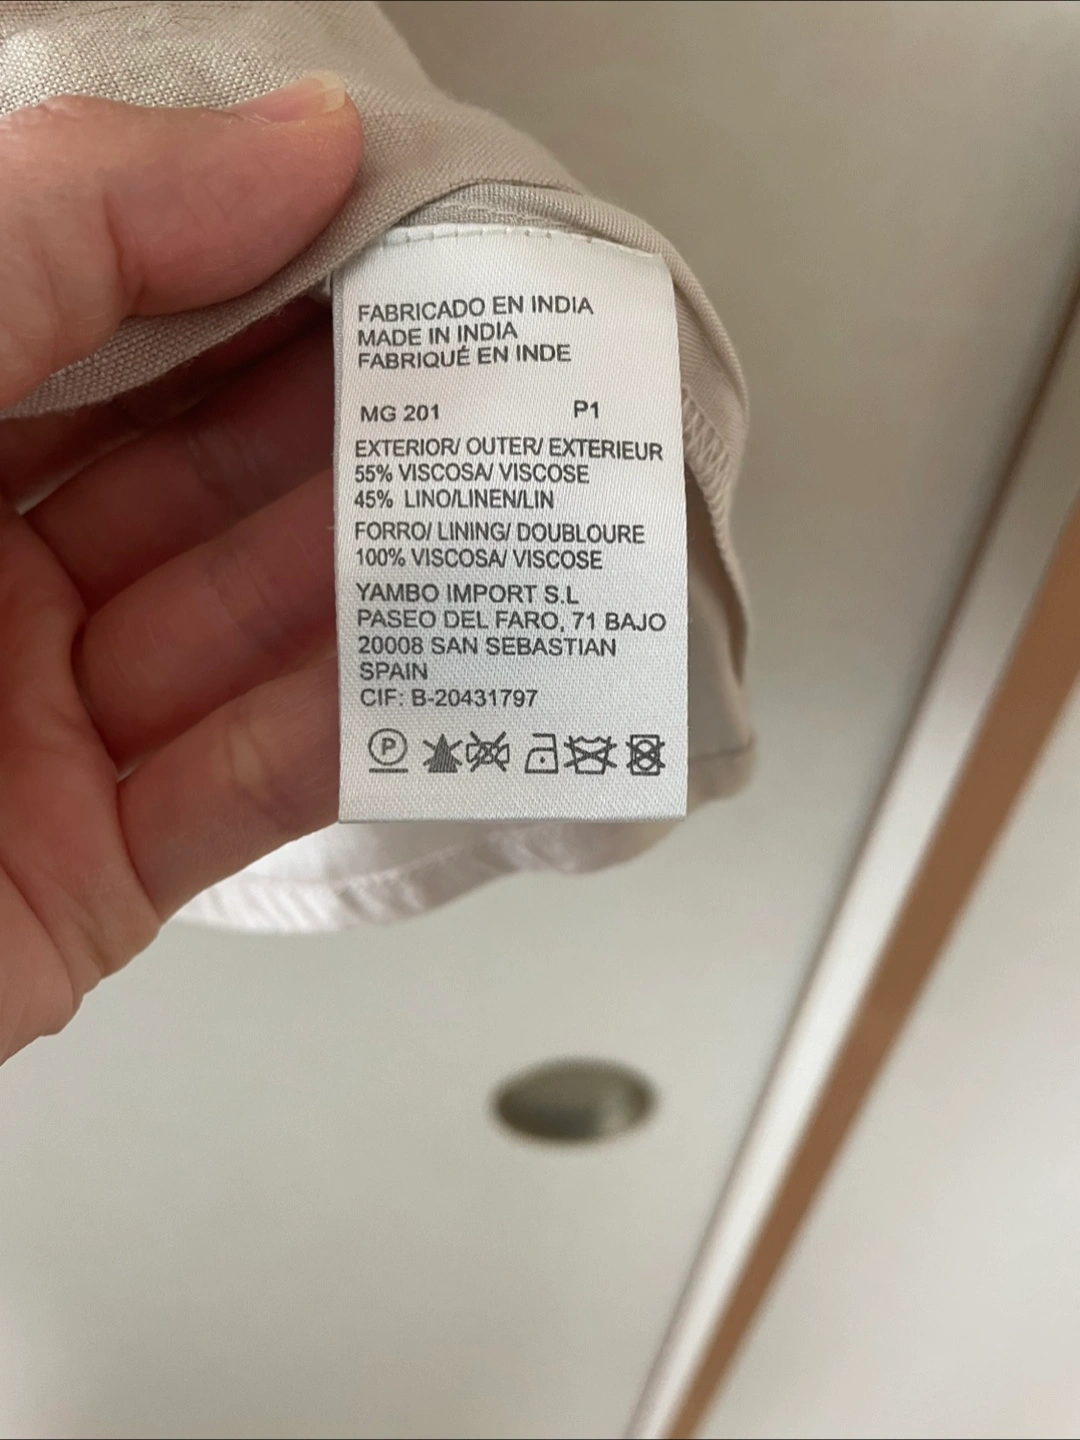 FABRICADO EN INDIA
MADE IN INDIA
FABRIQUÉ EN INDE
MG 201 P1
EXTERIOR/ OUTER/ EXTERIEUR
55% VISCOSA/ VISCOSE
45% LINO/LINEN/LIN
FORRO/ LINING/ DOUBLOURE
100% VISCOSA/ VISCOSE
YAMBO IMPORT S.L
PASEO DEL FARO, 71 BAJO
20008 SAN SEBASTIAN
SPAIN
CIF: B-20431797
P